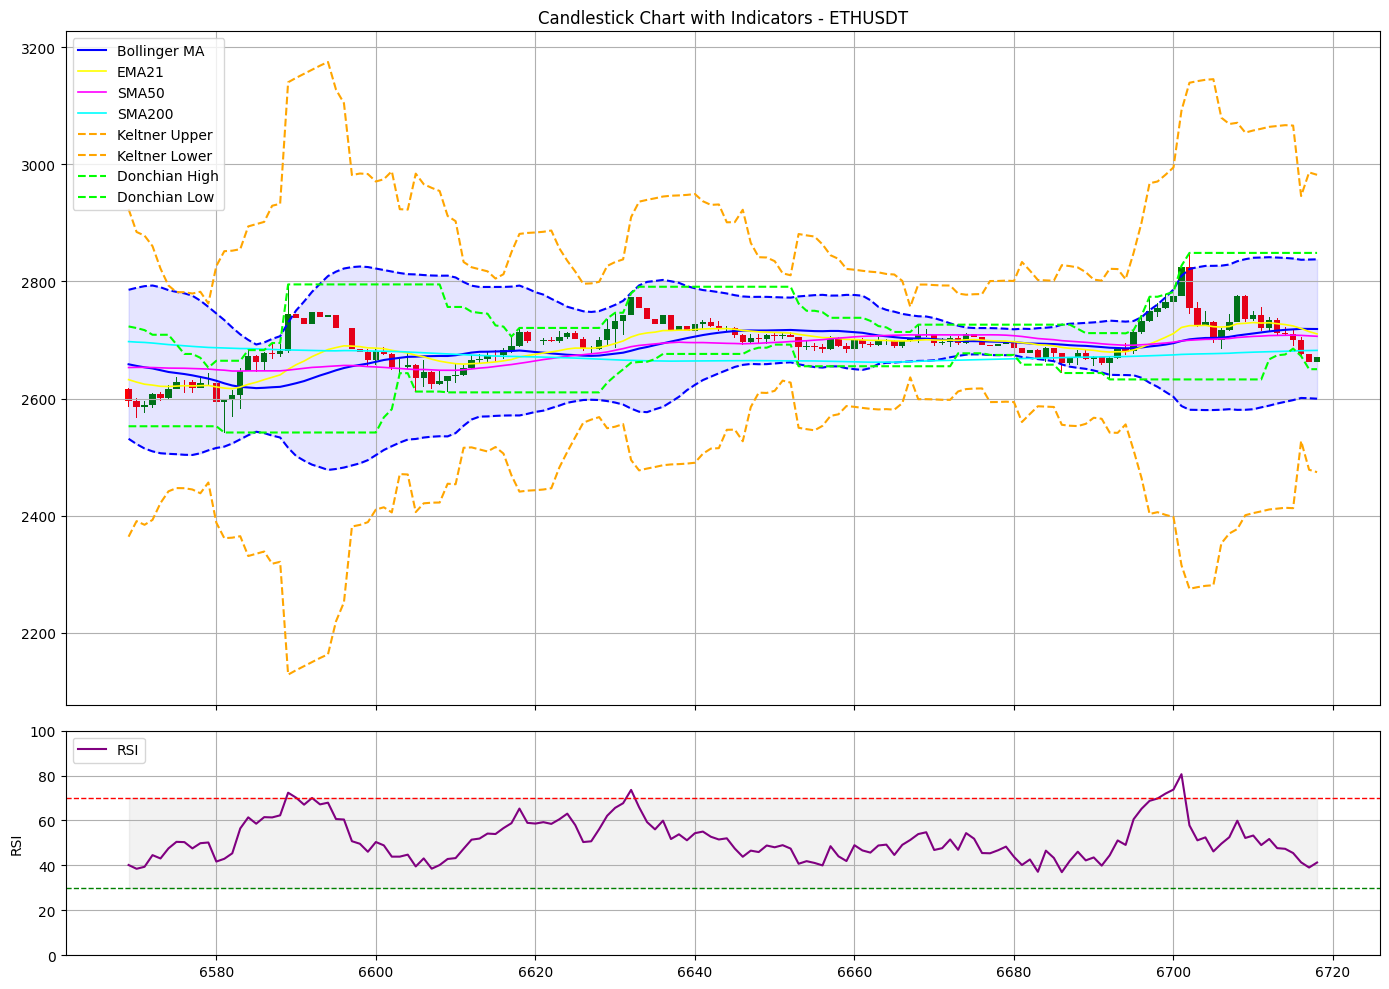 Candlestick Chart with Indicators - ETHUSDT
3200
3000
2800
2600
2400
2200
Bollinger MA
EMA21
SMA50
SMA200
Keltner Upper
Keltner Lower
Donchian High
Donchian Low
100
80
60
40
20
0
RSI
RSI
6580
6600
6620
6640
6660
6680
6700
6720